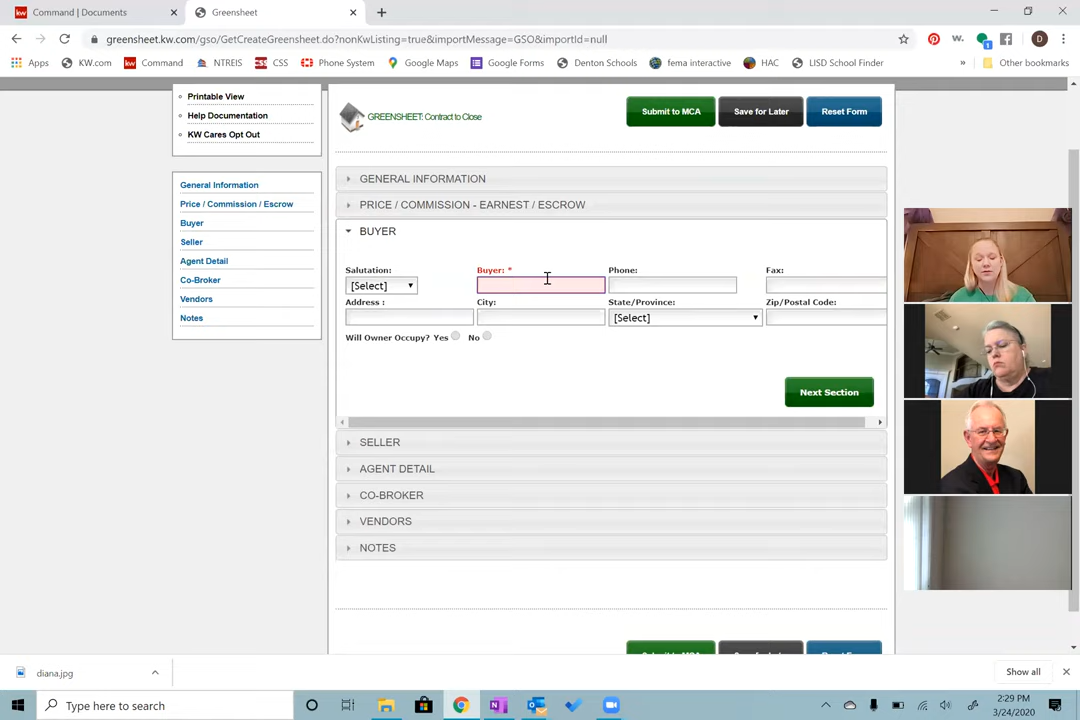 Command | Documents
Greensheet
greensheet.kw.com/gso/GetCreateGreensheet.do?nonKwListing=true&importMessage=GSO&importId=null
Apps
KW.com
Command
NTREIS
CSS
Phone System
Google Maps
Google Forms
Denton Schools
fema interactive
HAC
LISD School Finder
Other bookmarks
Printable View
Help Documentation
KW Cares Opt Out
GREENSHEET: Contract to Close
Submit to MCA
Save for Later
Reset Form
General Information
Price / Commission / Escrow
Buyer
Seller
Agent Detail
Co-Broker
Vendors
Notes
GENERAL INFORMATION
PRICE / COMMISSION - EARNEST / ESCROW
BUYER
Salutation: Buyer: * Phone: Fax:
[Select]
Address : City: State/Province: Zip/Postal Code:
[Select]
Will Owner Occupy? Yes No
Next Section
SELLER
AGENT DETAIL
CO-BROKER
VENDORS
NOTES
diana.jpg
Show all
Type here to search
2:29 PM
3/24/2020